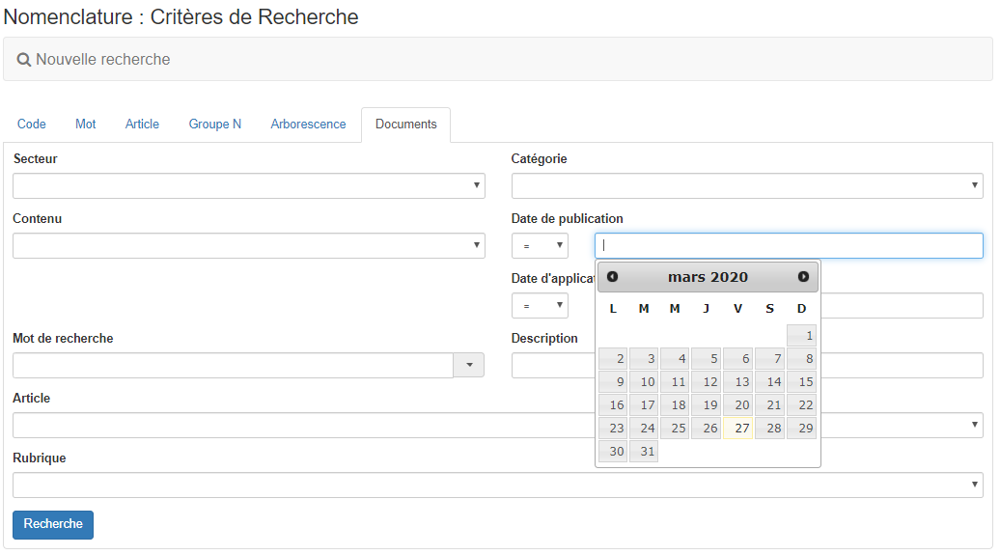 Nomenclature : Critères de Recherche
Nouvelle recherche
Code Mot Article Groupe N Arborescence Documents
Secteur Catégorie
Contenu Date de publication
=
mars 2020
Date d'applica
=
L M M J V S D
1
2 3 4 5 6 7 8
9 10 11 12 13 14 15
16 17 18 19 20 21 22
23 24 25 26 27 28 29
30 31
Mot de recherche Description
Article
Rubrique
Recherche